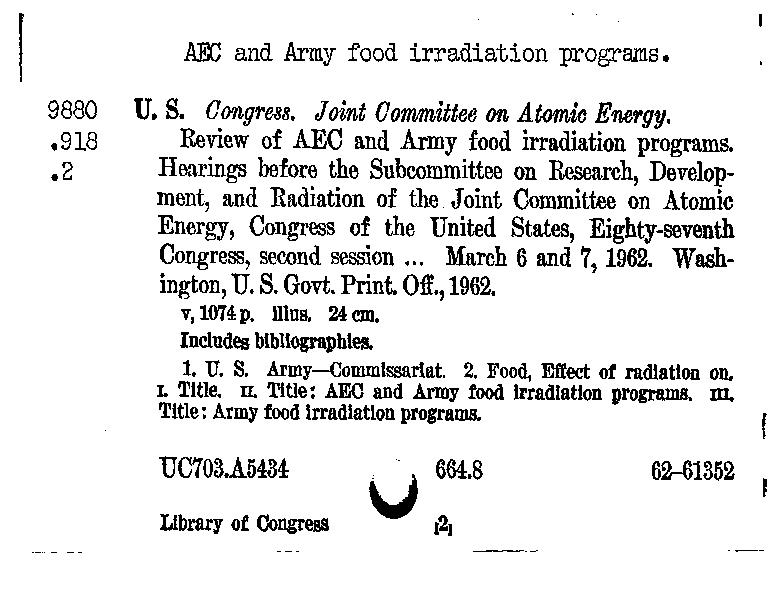 AEC and Army food irradiation programs.
9880 U. S. Congress. Joint Committee on Atomic Energy.
.918 Review of AEC and Army food irradiation programs.
.2 Hearings before the Subcommittee on Research, Develop-
ment, and Radiation of the Joint Committee on Atomic
Energy, Congress of the United States, Eighty-seventh
Congress, second session ... March 6 and 7, 1962. Wash-
ington, U. S. Govt. Print. Off., 1962.
v, 1074 p. illus. 24 cm.
Includes bibliographies.
1. U. S. Army—Commissariat. 2. Food, Effect of radiation on.
I. Title. II. Title: AEC and Army food irradiation programs. III.
Title: Army food irradiation programs.
UC703.A5434 664.8 62–61352
Library of Congress [2]